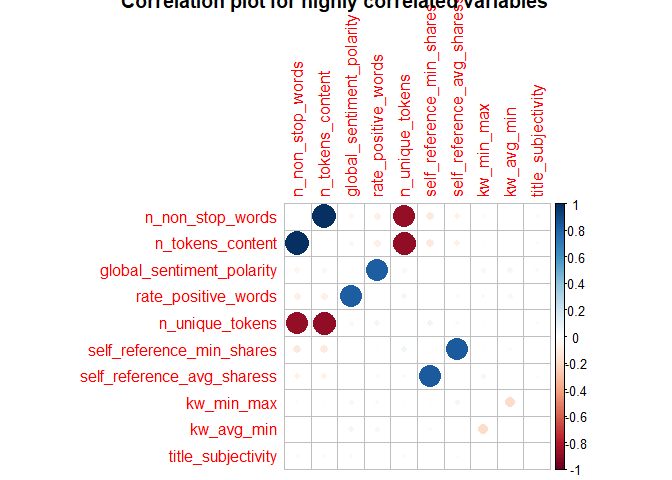 Correlation plot for highly correlated variables
n_non_stop_words
n_tokens_content
global_sentiment_polarity
rate_positive_words
n_unique_tokens
self_reference_min_shares
self_reference_avg_sharess
kw_min_max
kw_avg_min
title_subjectivity
n_non_stop_words
n_tokens_content
global_sentiment_polarity
rate_positive_words
n_unique_tokens
self_reference_min_shares
self_reference_avg_sharess
kw_min_max
kw_avg_min
title_subjectivity
1
0.8
0.6
0.4
0.2
0
-0.2
-0.4
-0.6
-0.8
-1